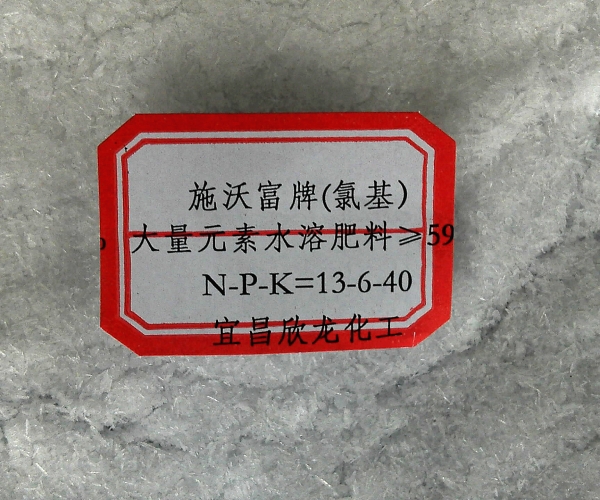 施沃富牌(氯基)
大量元素水溶肥料≥59
N-P-K=13-6-40
宜昌欣龙化工